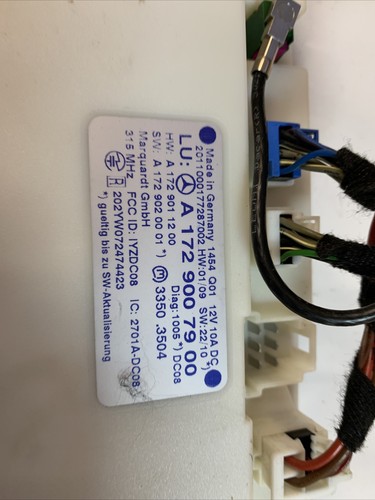 Made in Germany 1454 Q01 12V 10A DC
2011000177287002 HW:01/09 SW:22/10 *)
LU: A 172 900 79 00
HW: A 172 901 12 00 Diag:1005 *) DC08
SW: A 172 902 00 01 *) 3350 .3504
Marquardt GmbH
315 MHz FCC ID: IYZDC08 IC: 2701A-DC08
R 202YW072474423
*) gueltig bis zu SW-Aktualisierung